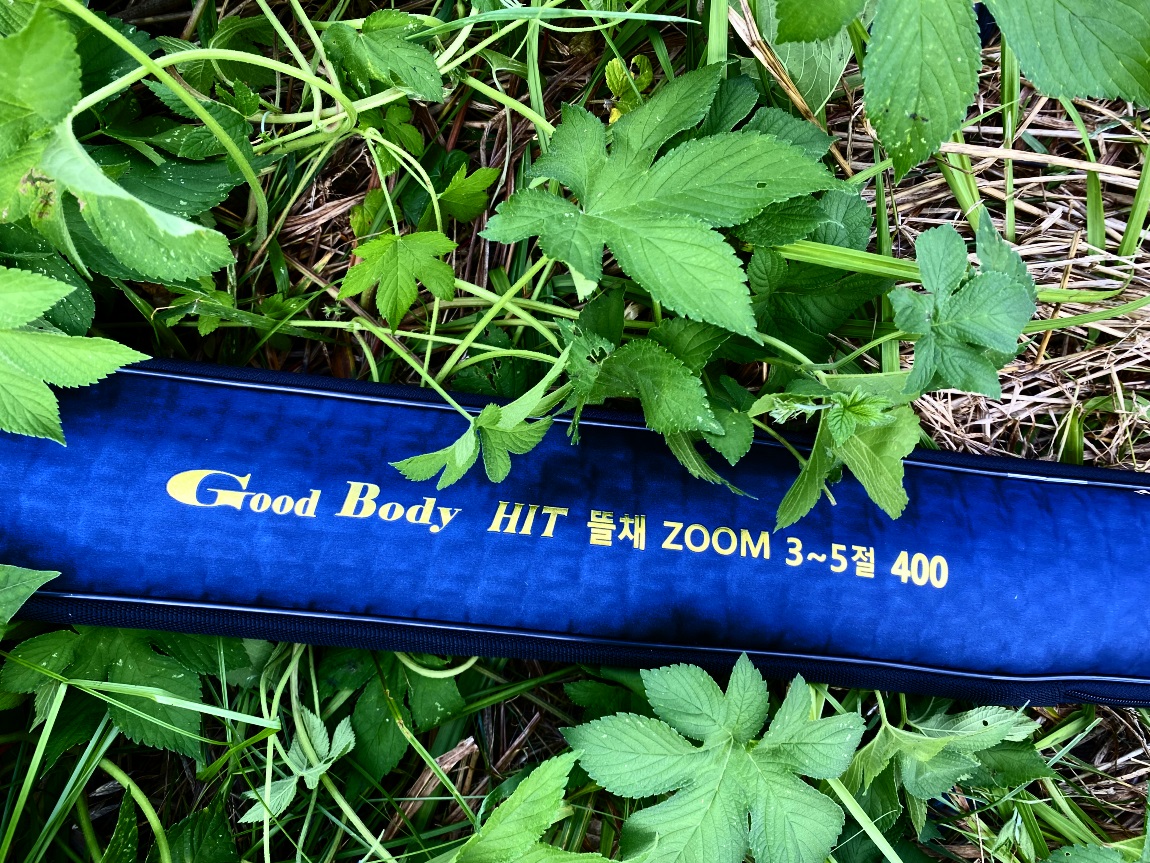 Good Body HIT 뜰채 ZOOM 3~5절 400